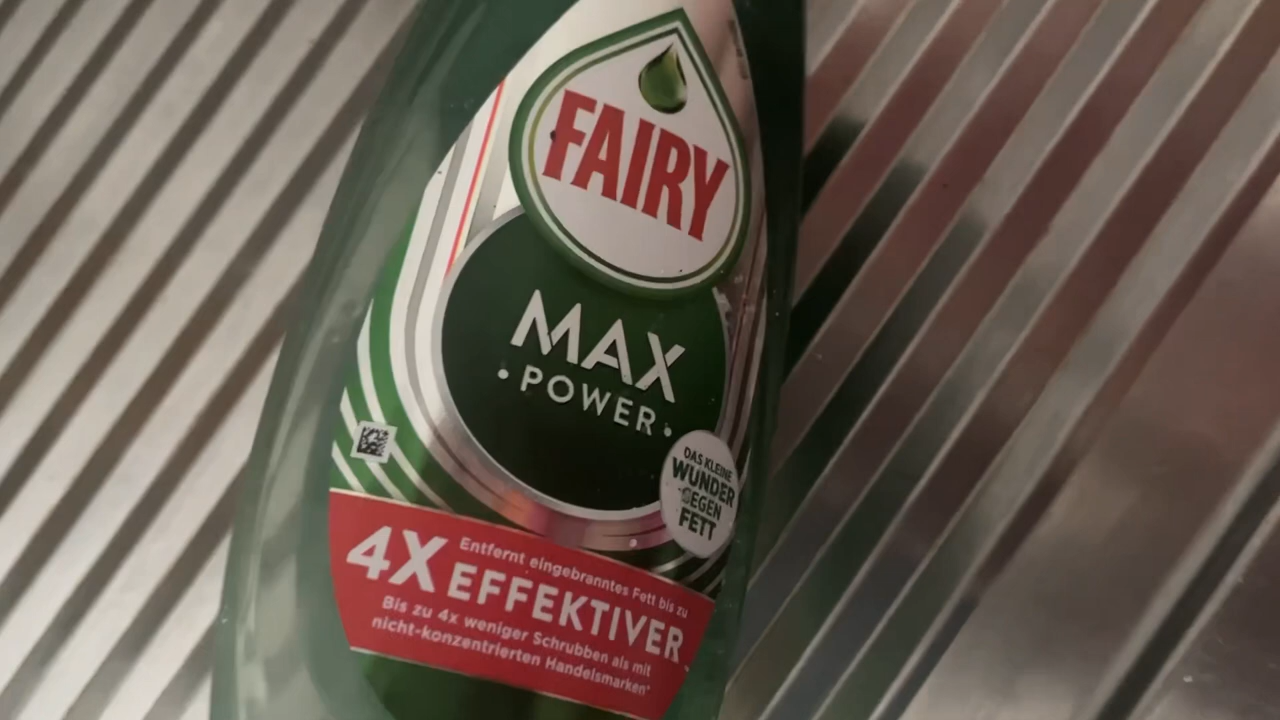 FAIRY
MAX
•POWER•
DAS KLEINE
WUNDER
GEGEN
FETT
4X
Entfernt eingebranntes Fett bis zu
EFFEKTIVER
Bis zu 4x weniger Schrubben als mit
nicht-konzentrierten Handelsmarken*